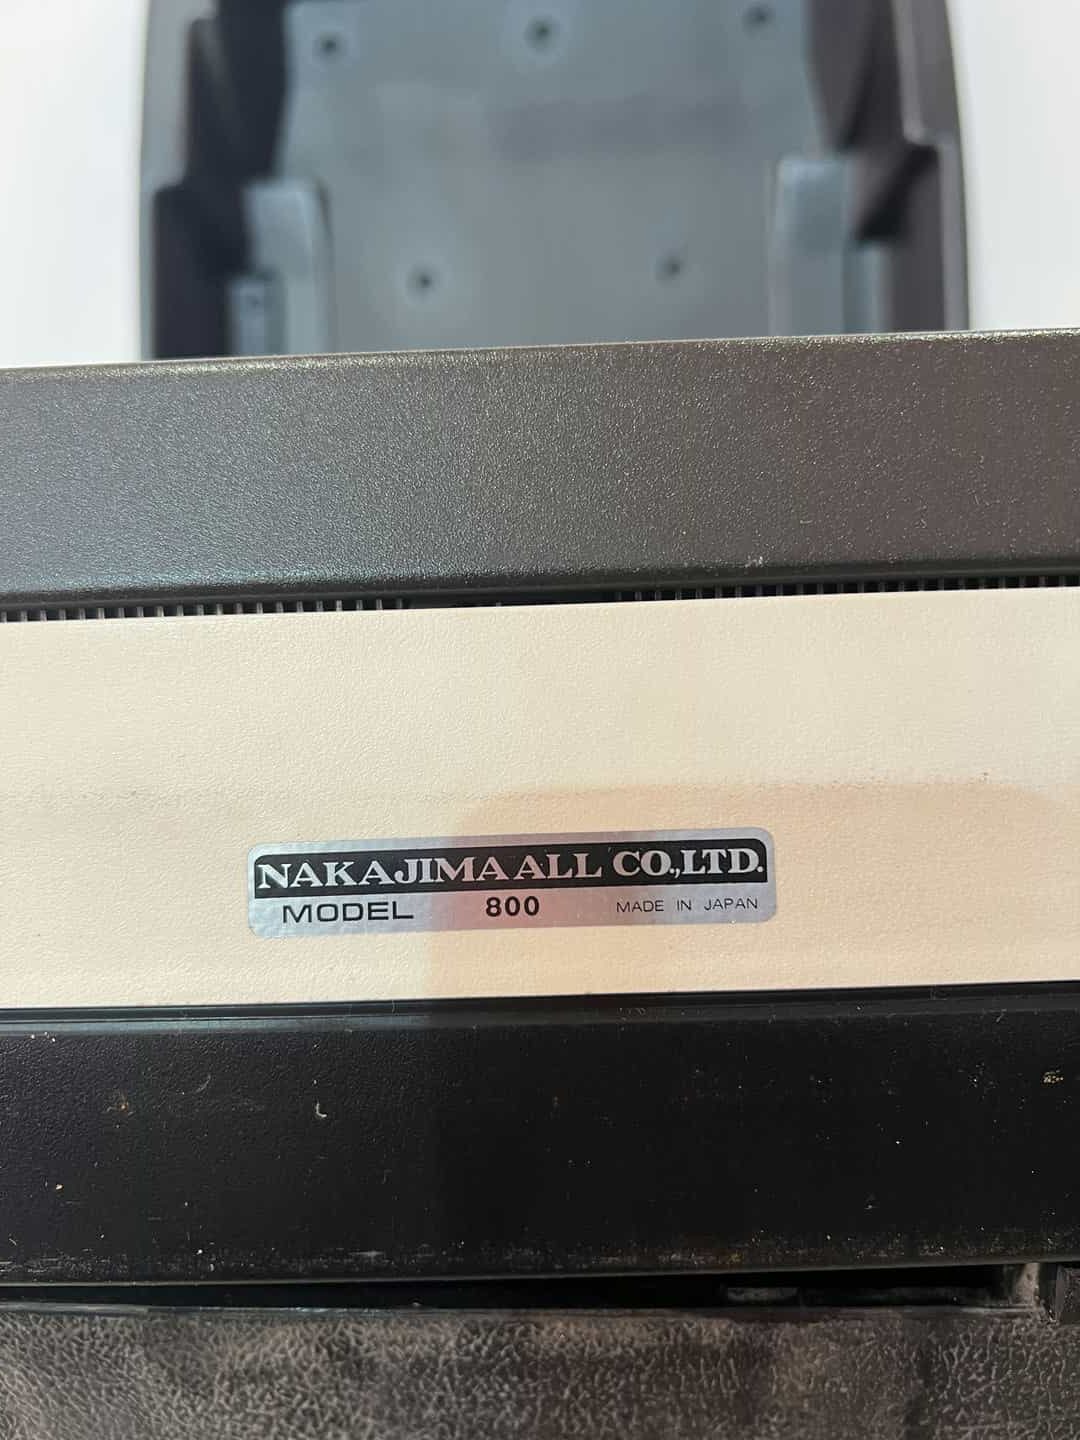 NAKAJIMA ALL CO.,LTD.
MODEL 800 MADE IN JAPAN